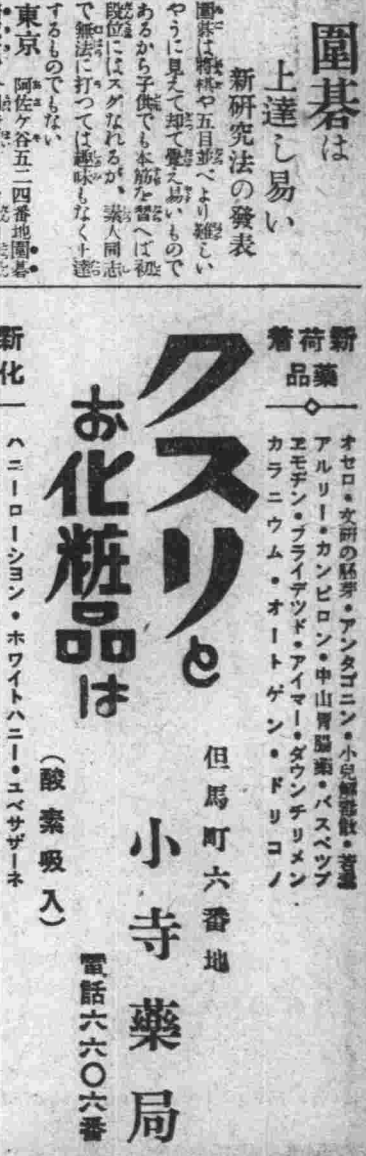 圍碁は
上達し易い
新研究法の發表
圍碁は將棋や五目並べより難しい
やうに見えて却て覺え易いもので
あるから子供でも本筋を習へば初
段位にはスグなれるが、素人同志
で無法に打つては趣味もなく上達
するものでもない
東京 阿佐ケ谷五二四番地圍碁
新荷着
藥品
オセロ・文研の胚芽・アンタゴニン・小兒解毒散・
アルリー・カンピロン・中山胃腸藥・バスペツプ
ヱモヂン・ブライデツド・アイマー・ダウンチリメン
カラニウム・オートゲン・ドリコノ
クスリと
お化粧品は
但馬町六番地
小寺藥局
電話六六〇六番
(酸素吸入)
新化
ハニーローション・ホワイトハニー・ユベサザーネ